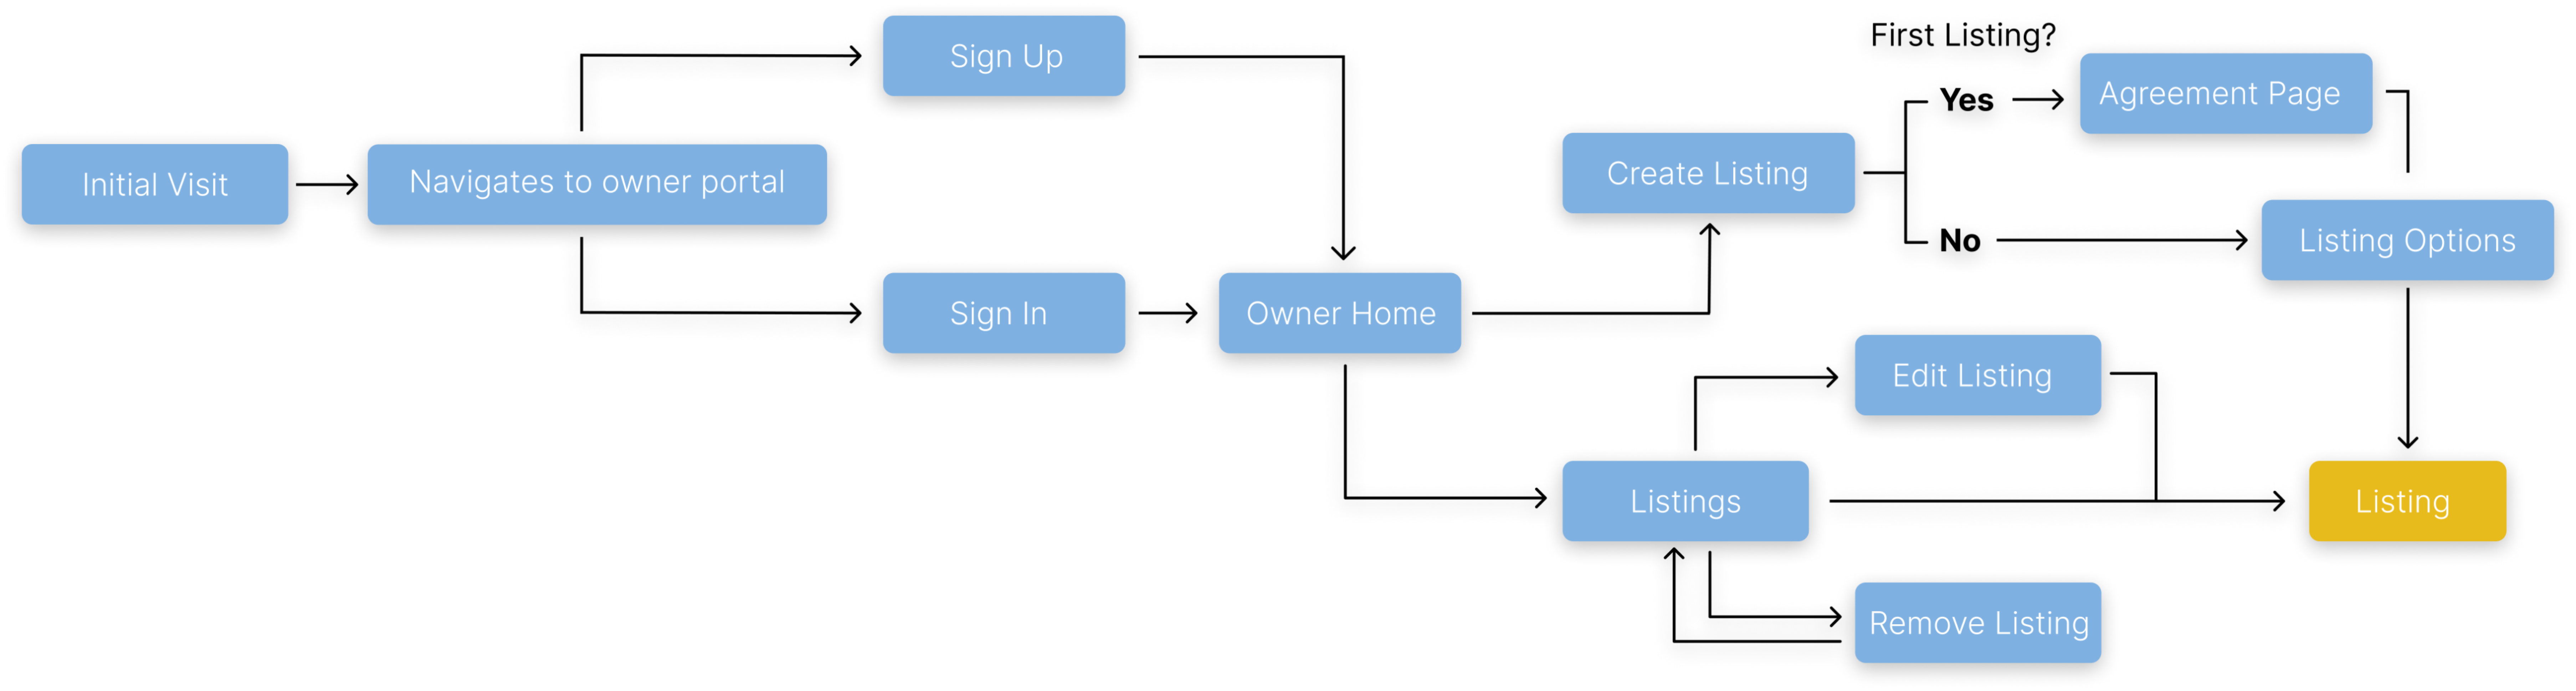 Initial Visit
Navigates to owner portal
Sign Up
Sign In
Owner Home
Create Listing
First Listing?
Yes
No
Agreement Page
Listing Options
Edit Listing
Listings
Listing
Remove Listing